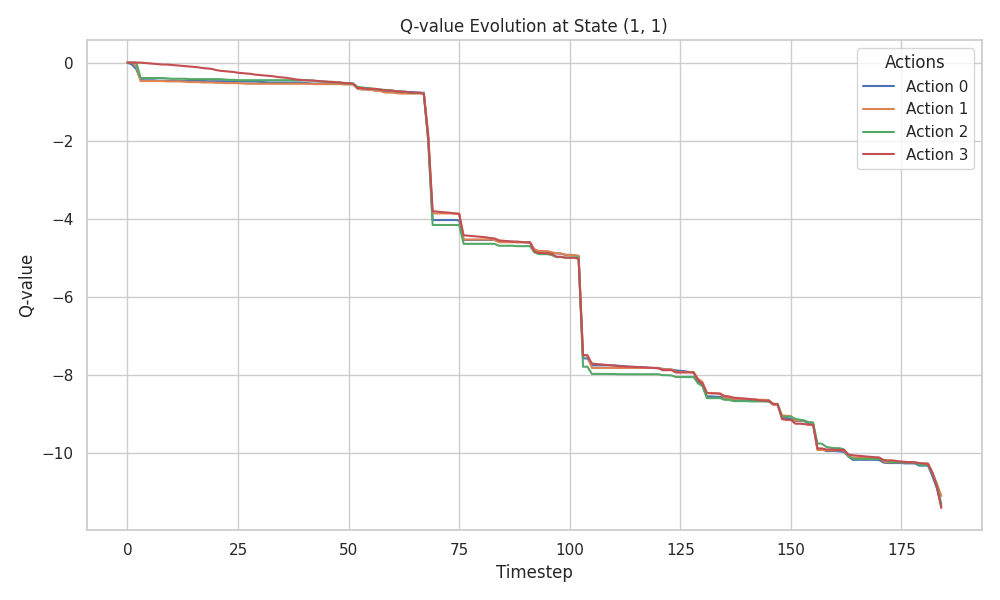 Q-value Evolution at State (1, 1)
Actions
Action 0
Action 1
Action 2
Action 3
Q-value
0
−2
−4
−6
−8
−10
0
25
50
75
100
125
150
175
Timestep